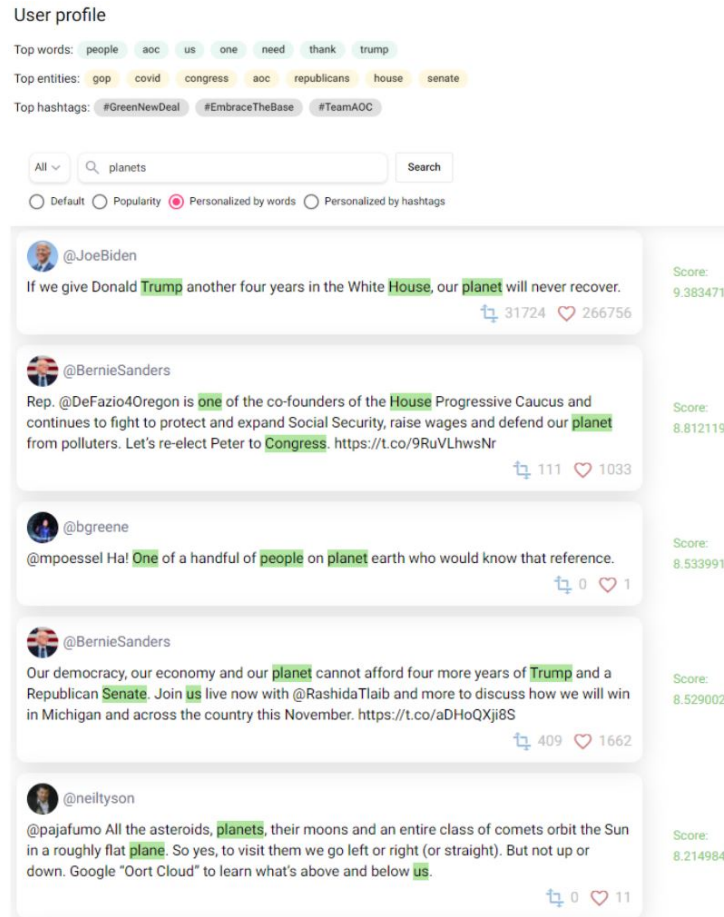 User profile
Top words: people aoc us one need thank trump
Top entities: gop covid congress aoc republicans house senate
Top hashtags: #GreenNewDeal #EmbraceTheBase #TeamAOC
All planets Search
Default Popularity Personalized by words Personalized by hashtags
@JoeBiden
If we give Donald Trump another four years in the White House, our planet will never recover.
31724 266756
Score:
9.383471
@BernieSanders
Rep. @DeFazio4Oregon is one of the co-founders of the House Progressive Caucus and
continues to fight to protect and expand Social Security, raise wages and defend our planet
from polluters. Let's re-elect Peter to Congress. https://t.co/9RuVLhwsNr
111 1033
Score:
8.812119
@bgreene
@mpoessel Ha! One of a handful of people on planet earth who would know that reference.
0 1
Score:
8.533991
@BernieSanders
Our democracy, our economy and our planet cannot afford four more years of Trump and a
Republican Senate. Join us live now with @RashidaTlaib and more to discuss how we will win
in Michigan and across the country this November. https://t.co/aDHoQXji8S
409 1662
Score:
8.529002
@neiltyson
@pajafumo All the asteroids, planets, their moons and an entire class of comets orbit the Sun
in a roughly flat plane. So yes, to visit them we go left or right (or straight). But not up or
down. Google “Oort Cloud” to learn what's above and below us.
0 11
Score:
8.214984